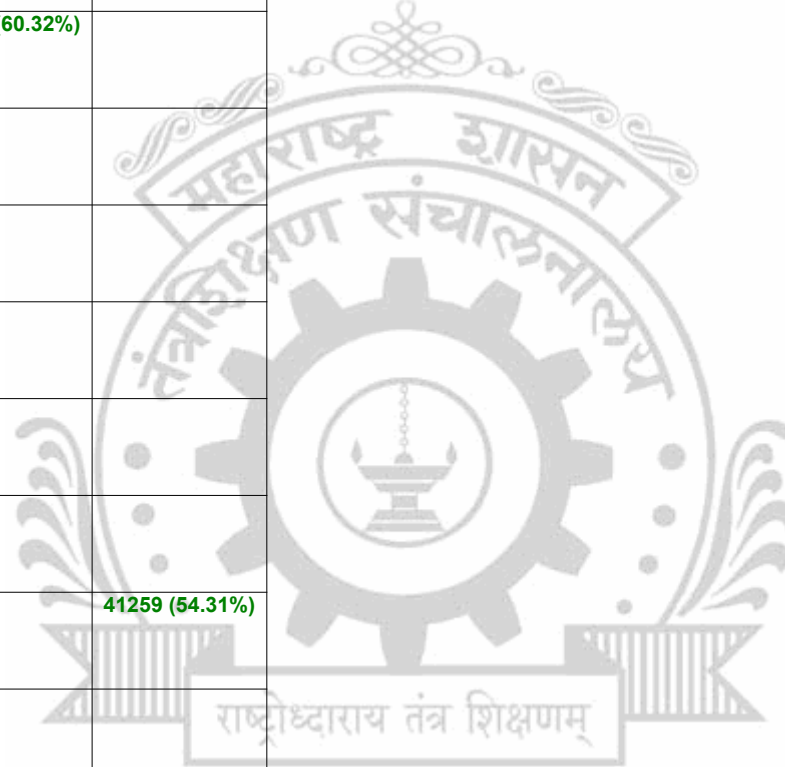 60.32%)
महाराष्ट्र शासन
तंत्रशिक्षण संचालनालय
41259 (54.31%)
राष्ट्रोध्दाराय तंत्र शिक्षणम्